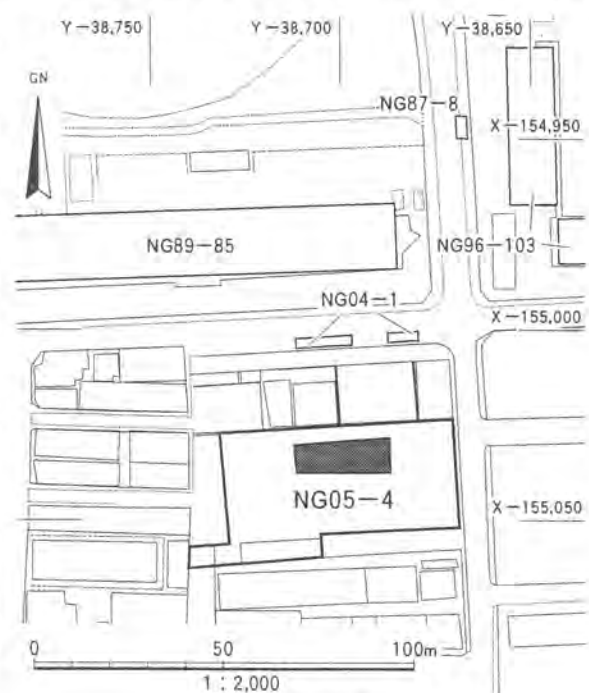 Y-38,750
Y-38,700
Y-38,650
GN
NG87-8
X-154,950
NG89-85
NG96-103
NG04-1
X-155,000
NG05-4
X-155,050
0 50 100m
1 : 2,000